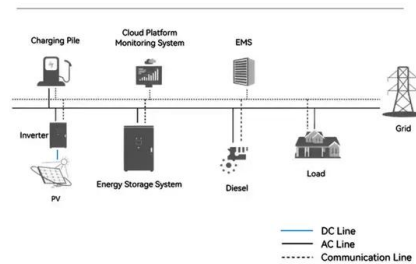 Charging Pile
Cloud Platform
Monitoring System
EMS
Grid
Inverter
PV
Energy Storage System
Diesel
Load
DC Line
AC Line
Communication Line